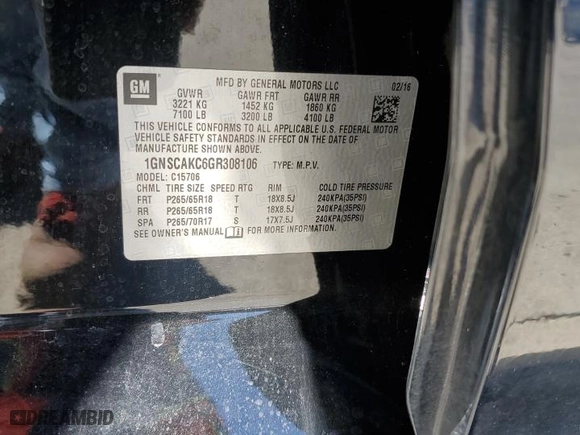 MFD BY GENERAL MOTORS LLC 02/16
GM
GVWR GAWR FRT GAWR RR
3221 KG 1452 KG 1860 KG
7100 LB 3200 LB 4100 LB
THIS VEHICLE CONFORMS TO ALL APPLICABLE U.S. FEDERAL MOTOR
VEHICLE SAFETY STANDARDS IN EFFECT ON THE DATE OF
MANUFACTURE SHOWN ABOVE.
1GNSCAKC6GR308106 TYPE: M.P.V.
MODEL: C15706
CHML TIRE SIZE SPEED RTG RIM COLD TIRE PRESSURE
FRT P265/65R18 T 18X8.5J 240KPA(35PSI)
RR P265/65R18 T 18X8.5J 240KPA(35PSI)
SPA P265/70R17 S 17X7.5J 240KPA(35PSI)
SEE OWNER'S MANUAL i FOR MORE INFORMATION.
DREAMBID